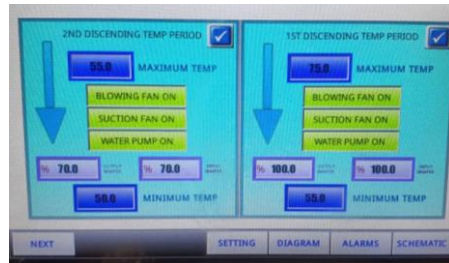 2ND DISCENDING TEMP PERIOD
55.0 MAXIMUM TEMP
BLOWING FAN ON
SUCTION FAN ON
WATER PUMP ON
% 70.0 % 70.0
50.0 MINIMUM TEMP
1ST DISCENDING TEMP PERIOD
75.0 MAXIMUM TEMP
BLOWING FAN ON
SUCTION FAN ON
WATER PUMP ON
% 100.0 % 100.0
55.0 MINIMUM TEMP
NEXT SETTING DIAGRAM ALARMS SCHEMATIC